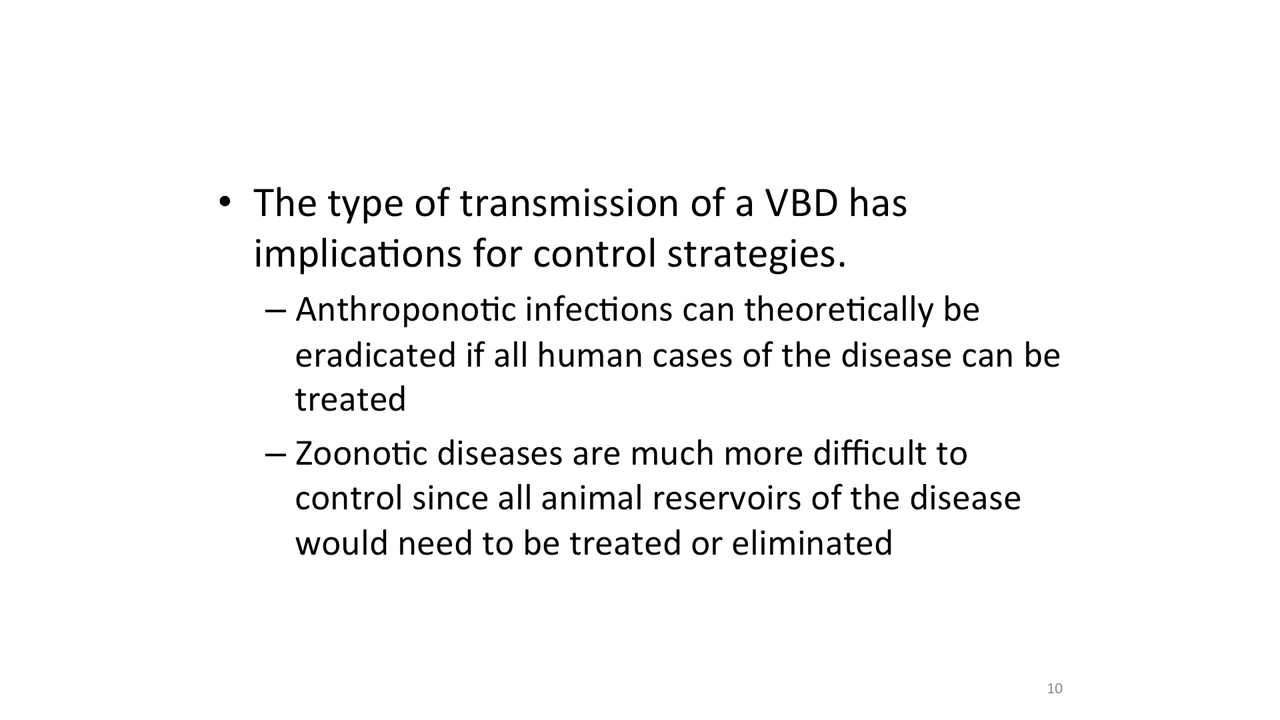 • The type of transmission of a VBD has
implications for control strategies.
– Anthroponotic infections can theoretically be
eradicated if all human cases of the disease can be
treated
– Zoonotic diseases are much more difficult to
control since all animal reservoirs of the disease
would need to be treated or eliminated
10